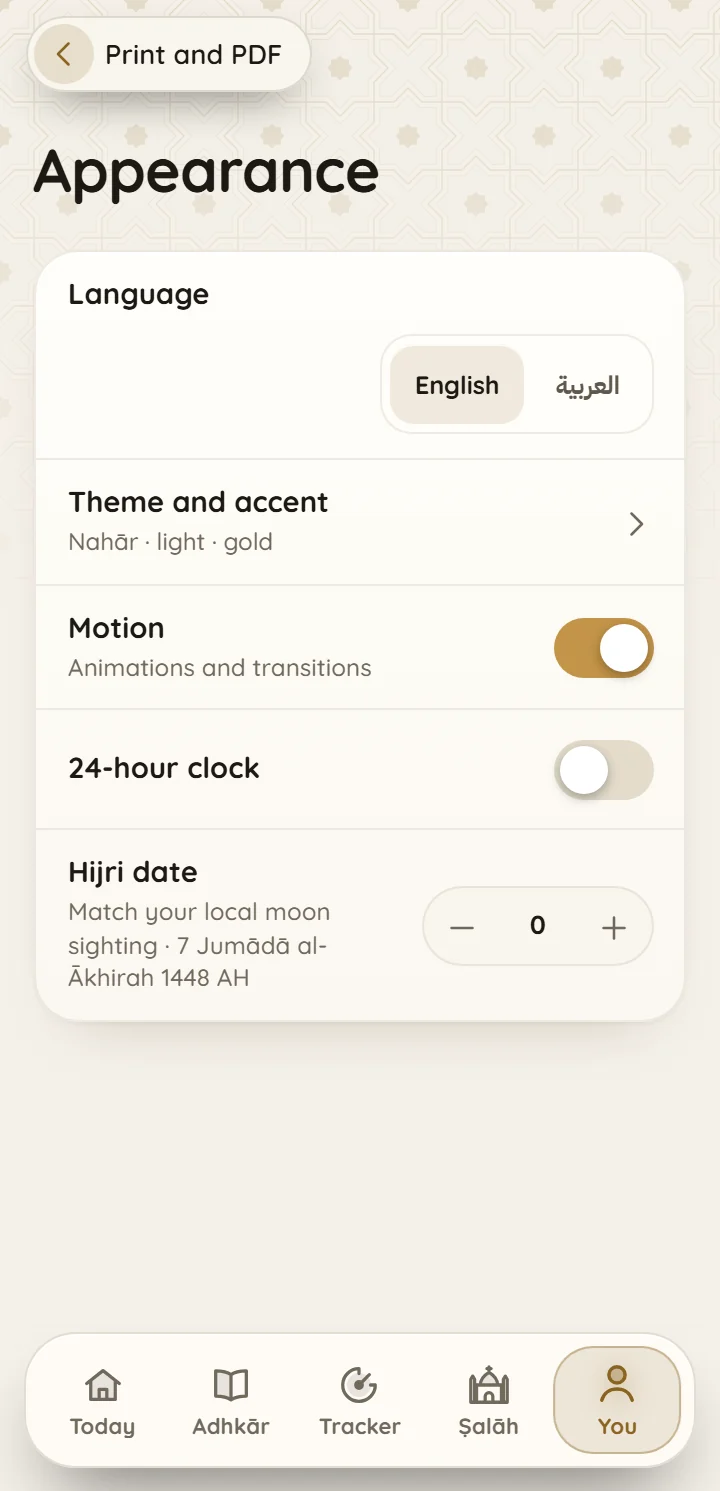 Print and PDF
Appearance
Language
English
العربية
Theme and accent
Nahār · light · gold
Motion
Animations and transitions
24-hour clock
Hijri date
Match your local moon
sighting · 7 Jumādā al-
Ākhirah 1448 AH
0
Today
Adhkār
Tracker
Ṣalāh
You